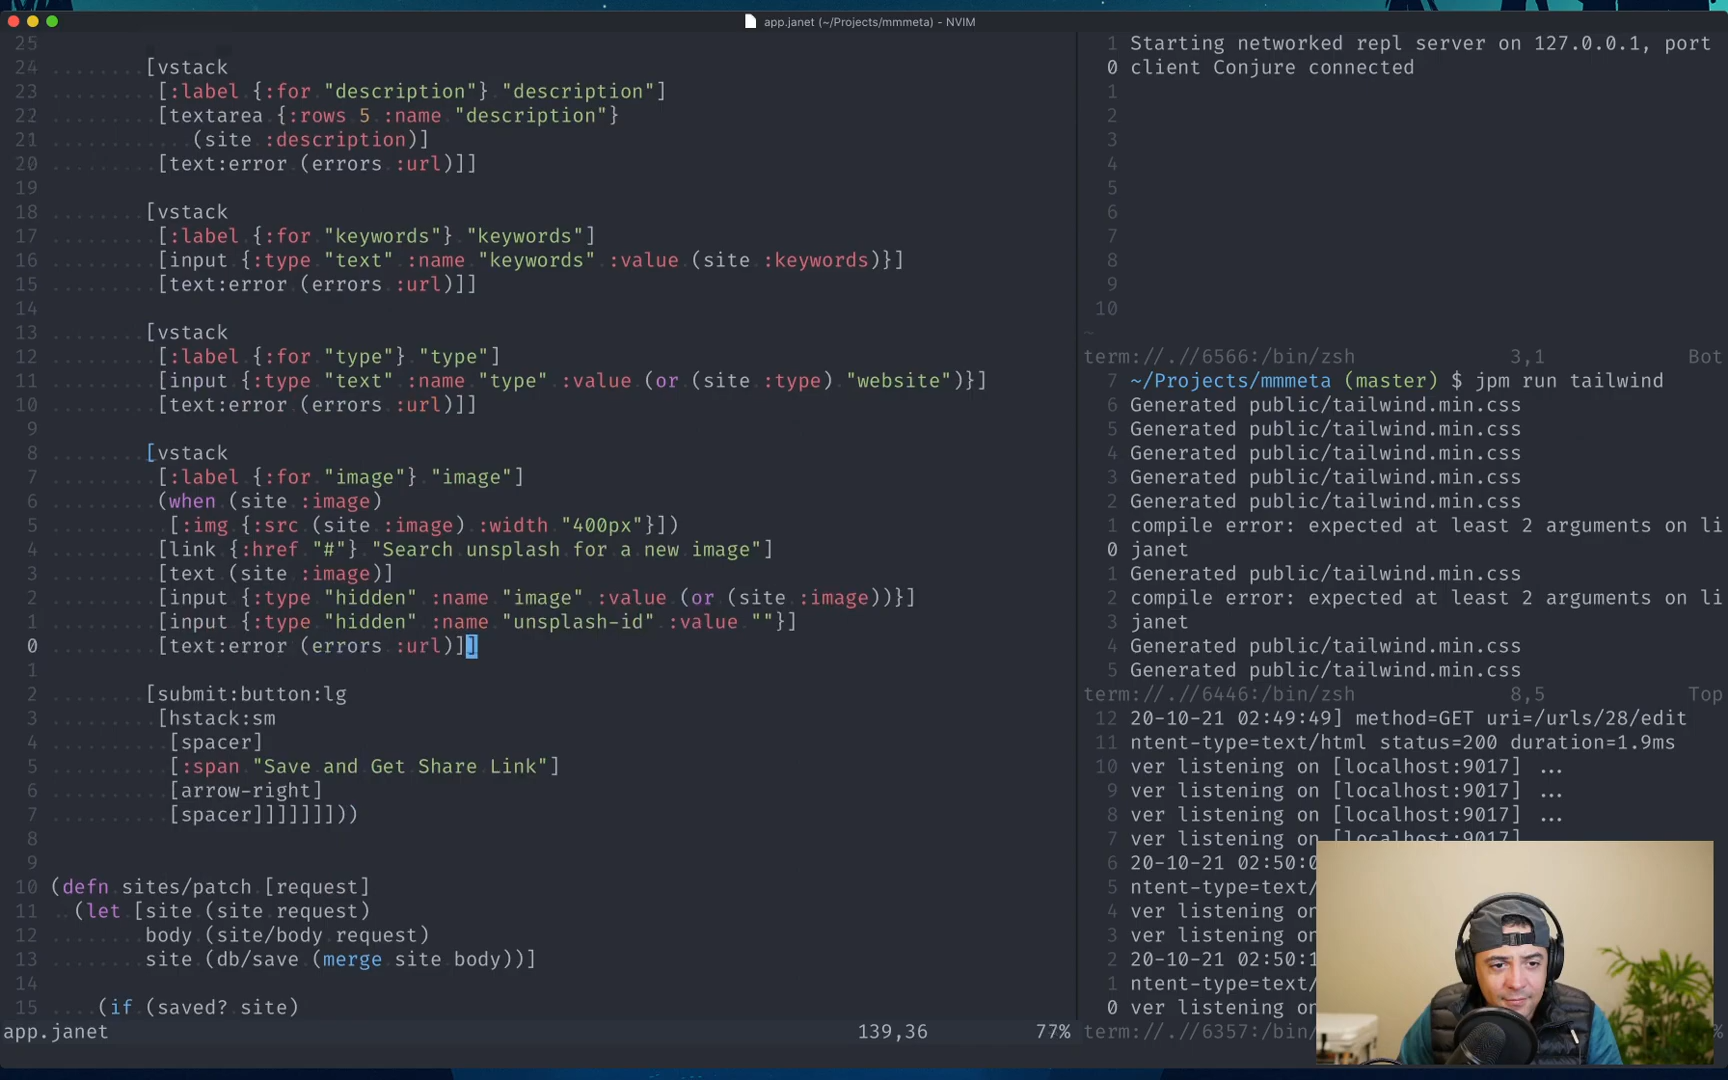 app.janet (~/Projects/mmmeta) - NVIM
25
24 [vstack
23 [:label {:for "description"} "description"]
22 [textarea {:rows 5 :name "description"}
21 (site :description)]
20 [text:error (errors :url)]]
19
18 [vstack
17 [:label {:for "keywords"} "keywords"]
16 [input {:type "text" :name "keywords" :value (site :keywords)}]
15 [text:error (errors :url)]]
14
13 [vstack
12 [:label {:for "type"} "type"]
11 [input {:type "text" :name "type" :value (or (site :type) "website")}]
10 [text:error (errors :url)]]
9
8 [vstack
7 [:label {:for "image"} "image"]
6 (when (site :image)
5 [:img {:src (site :image) :width "400px"}])
4 [link {:href "#"} "Search unsplash for a new image"]
3 [text (site :image)]
2 [input {:type "hidden" :name "image" :value (or (site :image))}]
1 [input {:type "hidden" :name "unsplash-id" :value ""}]
0 [text:error (errors :url)]]
1
2 [submit:button:lg
3 [hstack:sm
4 [spacer]
5 [:span "Save and Get Share Link"]
6 [arrow-right]
7 [spacer]]]]]]]))
8
9
10 (defn sites/patch [request]
11 (let [site (site request)
12 body (site/body request)
13 site (db/save (merge site body))]
14
15 (if (saved? site)
app.janet 139,36 77%
1 Starting networked repl server on 127.0.0.1, port
0 client Conjure connected
1
2
3
4
5
6
7
8
9
10
~
term://.//6566:/bin/zsh 3,1 Bot
7 ~/Projects/mmmeta (master) $ jpm run tailwind
6 Generated public/tailwind.min.css
5 Generated public/tailwind.min.css
4 Generated public/tailwind.min.css
3 Generated public/tailwind.min.css
2 Generated public/tailwind.min.css
1 compile error: expected at least 2 arguments on li
0 janet
1 Generated public/tailwind.min.css
2 compile error: expected at least 2 arguments on li
3 janet
4 Generated public/tailwind.min.css
5 Generated public/tailwind.min.css
term://.//6446:/bin/zsh 8,5 Top
12 20-10-21 02:49:49] method=GET uri=/urls/28/edit
11 ntent-type=text/html status=200 duration=1.9ms
10 ver listening on [localhost:9017] ...
9 ver listening on [localhost:9017] ...
8 ver listening on [localhost:9017] ...
7 ver listening on [localhost:9017]
6 20-10-21 02:50:0
5 ntent-type=text/
4 ver listening on
3 ver listening on
2 20-10-21 02:50:1
1 ntent-type=text/
0 ver listening on
term://.//6357:/bin/